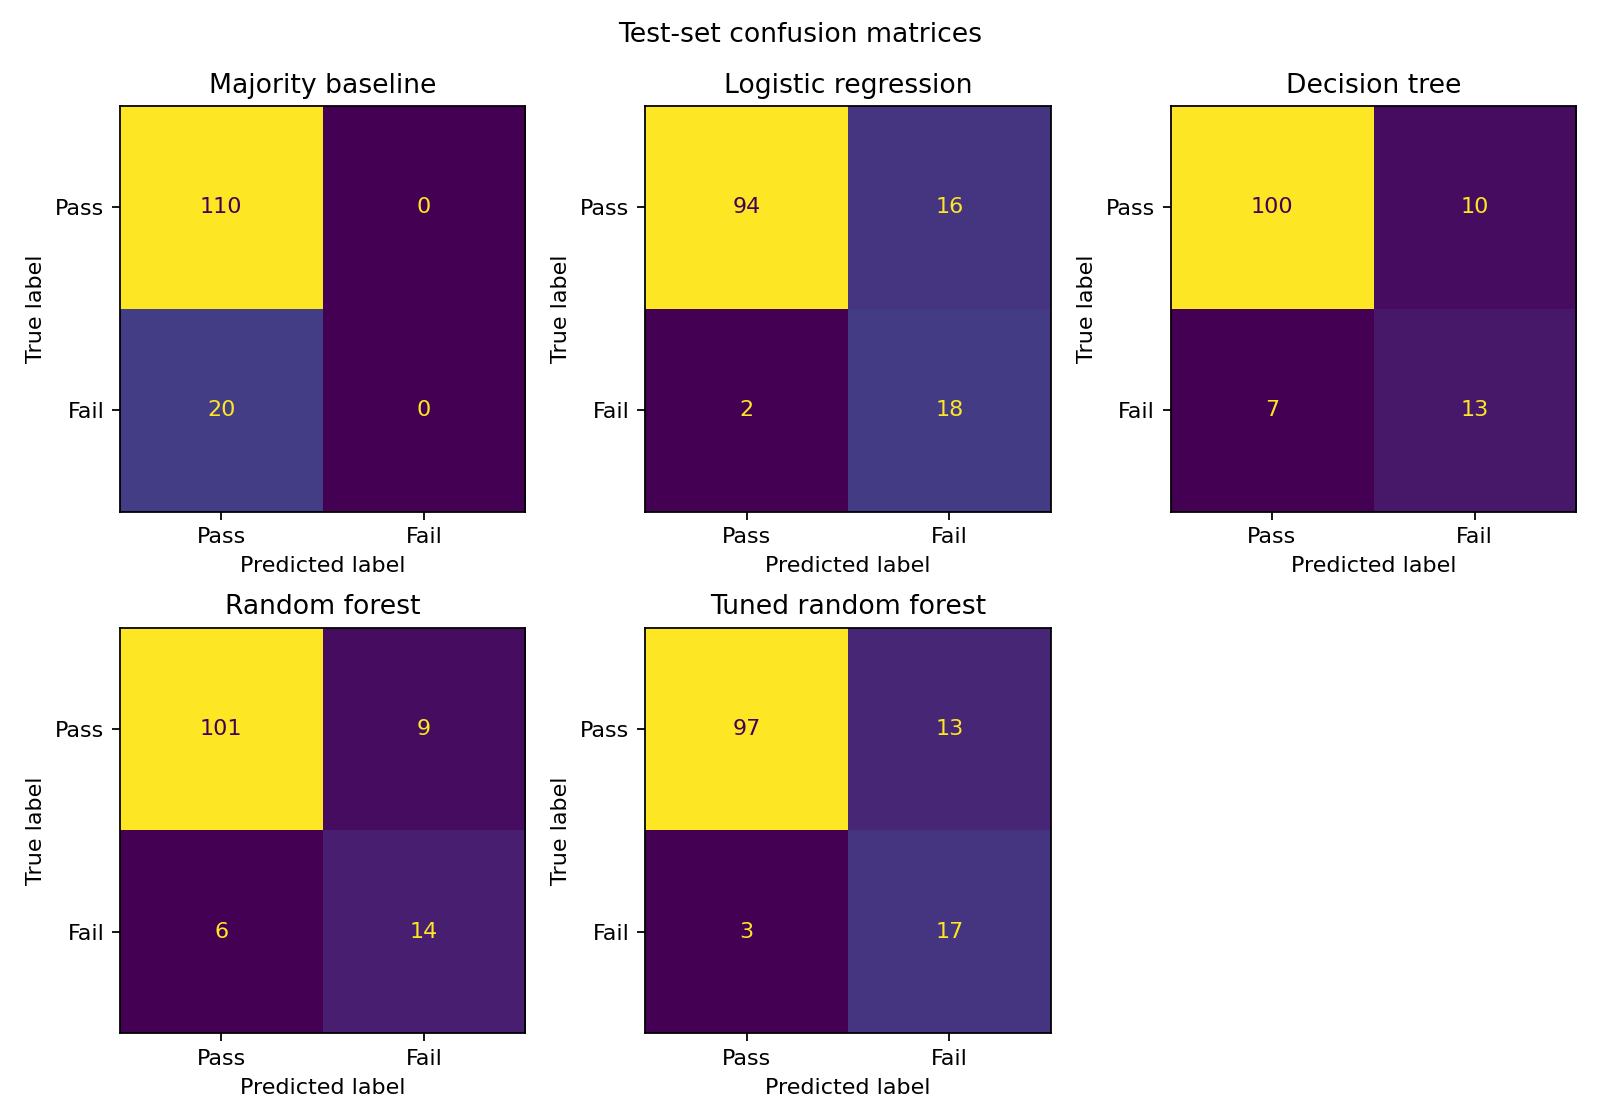 Test-set confusion matrices
Majority baseline
Pass
110
0
Fail
20
0
True label
Pass
Fail
Predicted label
Logistic regression
Pass
94
16
Fail
2
18
True label
Pass
Fail
Predicted label
Decision tree
Pass
100
10
Fail
7
13
True label
Pass
Fail
Predicted label
Random forest
Pass
101
9
Fail
6
14
True label
Pass
Fail
Predicted label
Tuned random forest
Pass
97
13
Fail
3
17
True label
Pass
Fail
Predicted label